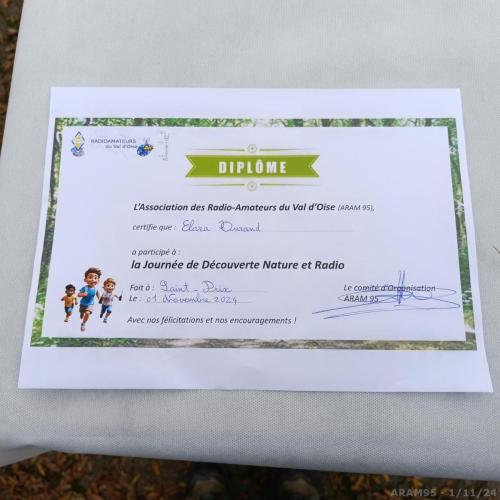 RADIOAMATEURS
du Val d'Oise
DIPLÔME
L'Association des Radio-Amateurs du Val d'Oise (ARAM 95),
certifie que : Elara Durand
a participé à :
la Journée de Découverte Nature et Radio
Fait à : Saint-Prix
Le : 01 Novembre 2024
Le comité d'Organisation
ARAM 95
Avec nos félicitations et nos encouragements !
ARAM95 - 1/11/24